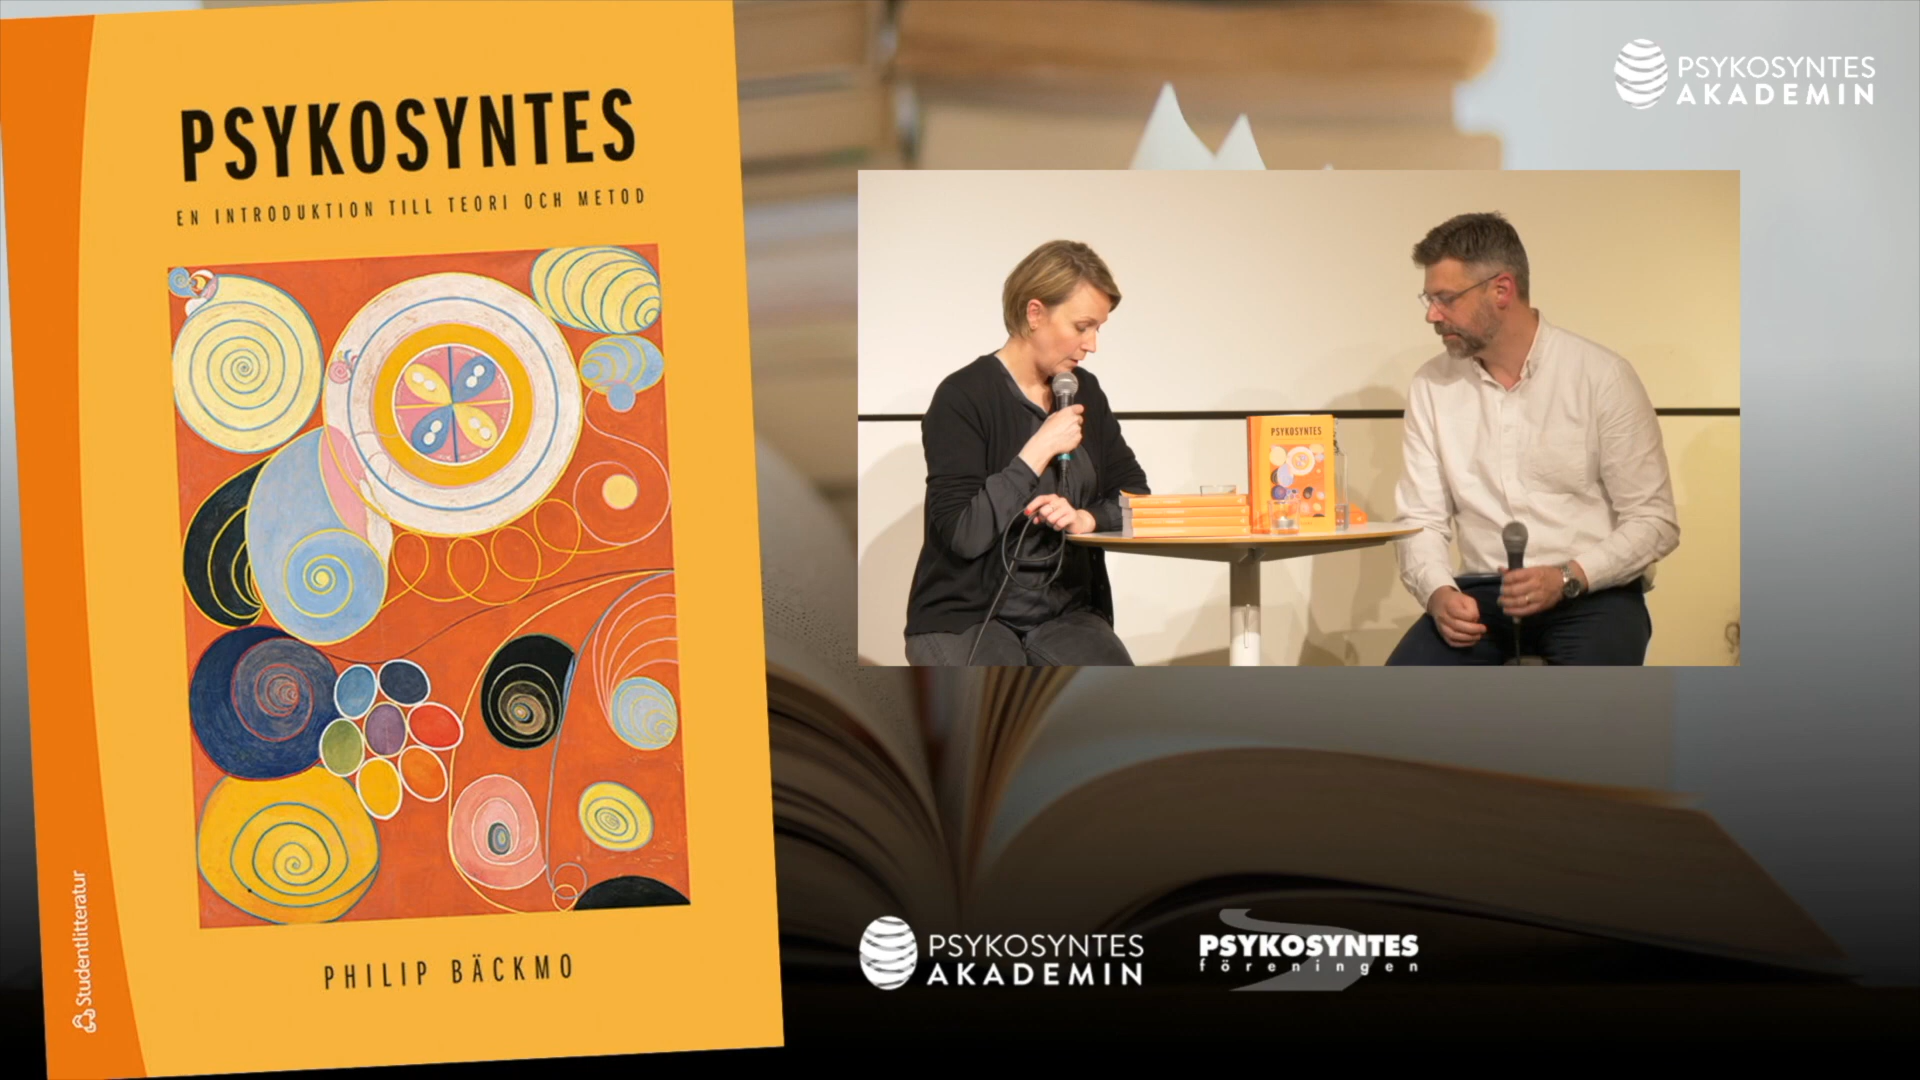 PSYKOSYNTES
EN INTRODUKTION TILL TEORI OCH METOD
PHILIP BÄCKMO
Studentlitteratur
PSYKOSYNTES
AKADEMIN
PSYKOSYNTES
PSYKOSYNTES
AKADEMIN
PSYKOSYNTES
föreningen